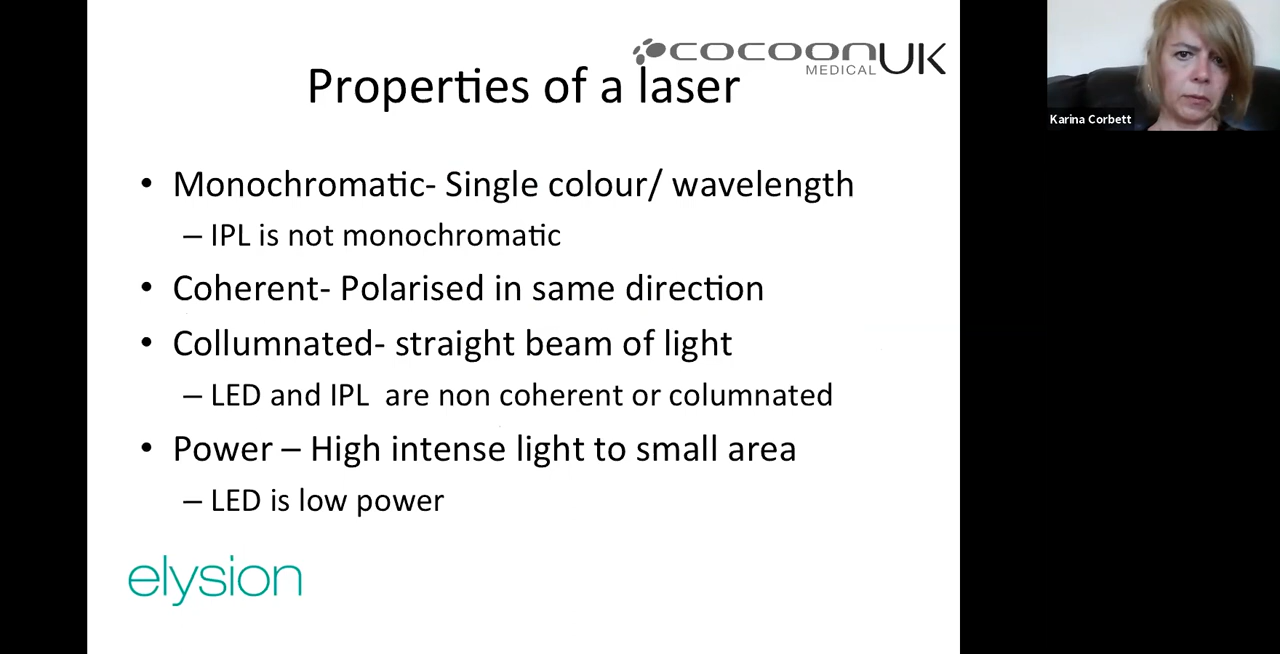 cocoon UK
MEDICAL
Properties of a laser
Karina Corbett
• Monochromatic- Single colour/ wavelength
– IPL is not monochromatic
• Coherent- Polarised in same direction
• Collumnated- straight beam of light
– LED and IPL  are non coherent or columnated
• Power – High intense light to small area
– LED is low power
elysion